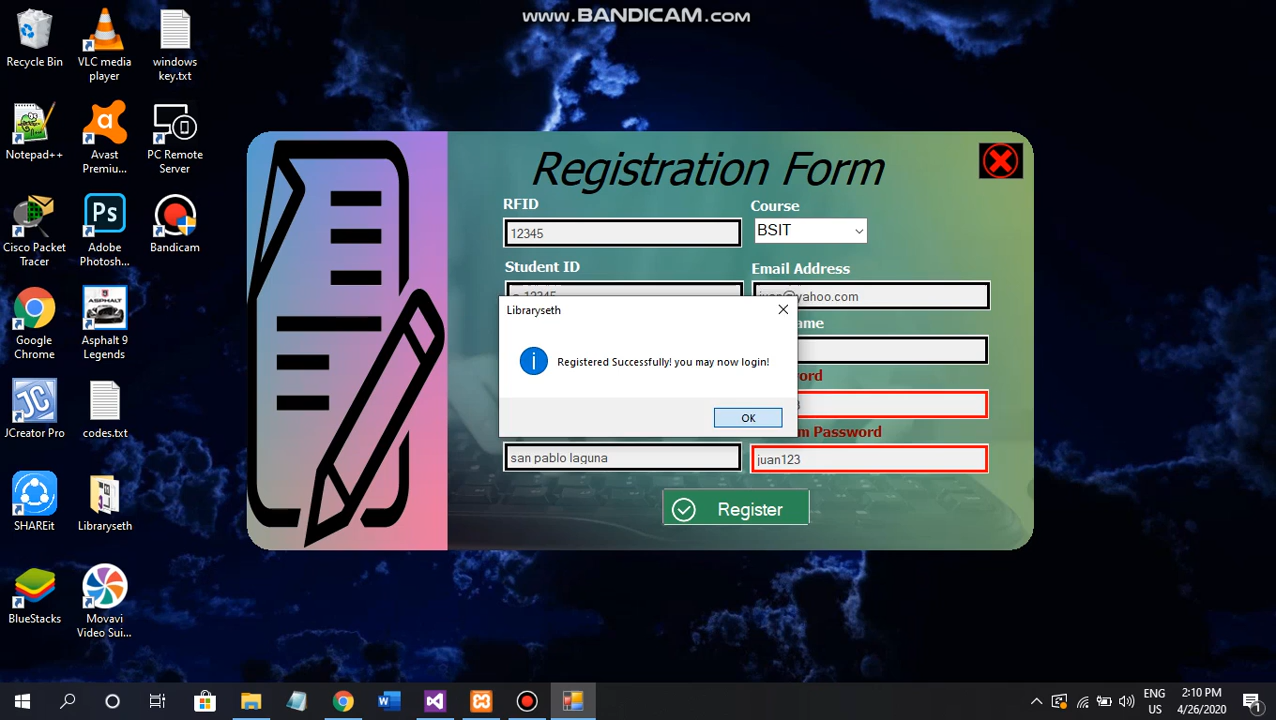 www.BANDICAM.com
Recycle Bin
VLC media
player
windows
key.txt
Notepad++
Avast
Premiu...
PC Remote
Server
Cisco Packet
Tracer
Adobe
Photosh...
Bandicam
Google
Chrome
Asphalt 9
Legends
JCreator Pro
codes.txt
SHAREit
Libraryseth
BlueStacks
Movavi
Video Sui...
Registration Form
RFID
12345
Course
BSIT
Student ID
Email Address
juan@yahoo.com
Libraryseth
Registered Successfully! you may now login!
OK
Password
san pablo laguna
juan123
Register
ENG
US
2:10 PM
4/26/2020
1